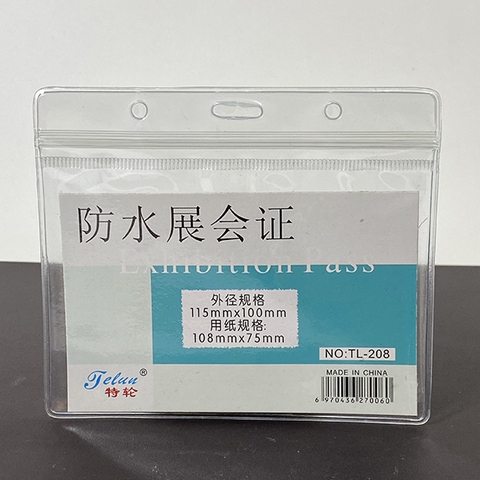 防水展会证
Exhibition Pass
外径规格
115mmx100mm
用纸规格:
108mmx75mm
NO:TL-208
MADE IN CHINA
Telun®
特轮
6 970436 270060